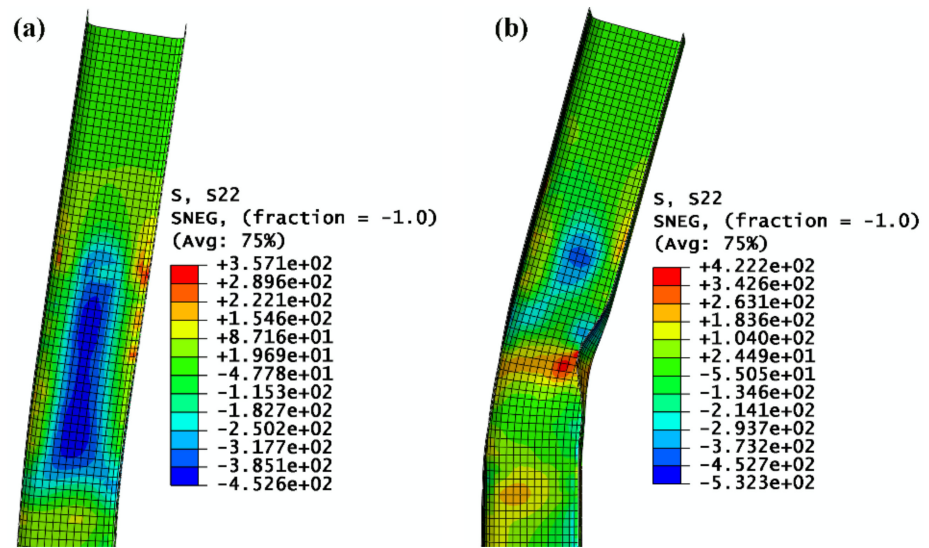 (a)
S, S22
SNEG, (fraction = -1.0)
(Avg: 75%)
+3.571e+02
+2.896e+02
+2.221e+02
+1.546e+02
+8.716e+01
+1.969e+01
-4.778e+01
-1.153e+02
-1.827e+02
-2.502e+02
-3.177e+02
-3.851e+02
-4.526e+02
(b)
S, S22
SNEG, (fraction = -1.0)
(Avg: 75%)
+4.222e+02
+3.426e+02
+2.631e+02
+1.836e+02
+1.040e+02
+2.449e+01
-5.505e+01
-1.346e+02
-2.141e+02
-2.937e+02
-3.732e+02
-4.527e+02
-5.323e+02